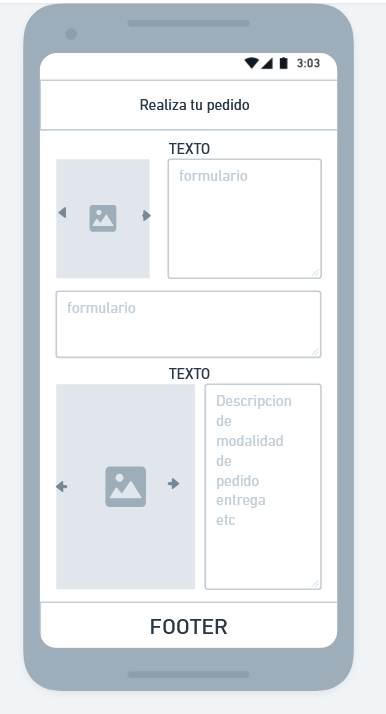 3:03
Realiza tu pedido
TEXTO
formulario
formulario
TEXTO
Descripcion
de
modalidad
de
pedido
entrega
etc
FOOTER